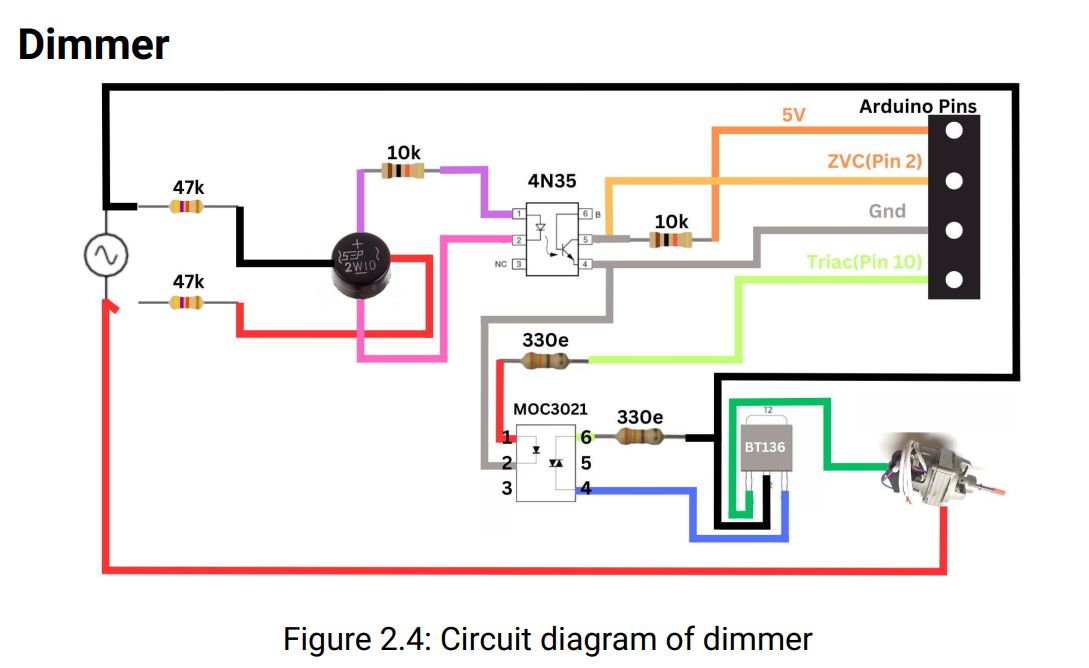 Dimmer
Arduino Pins
5V
10k
ZVC(Pin 2)
4N35
47k
1
6 B
Gnd
10k
2
5
NC 3
4
+
SEP
2W10
Triac(Pin 10)
47k
330e
MOC3021
330e
T2
1
6
BT136
2
5
3
4
Figure 2.4: Circuit diagram of dimmer